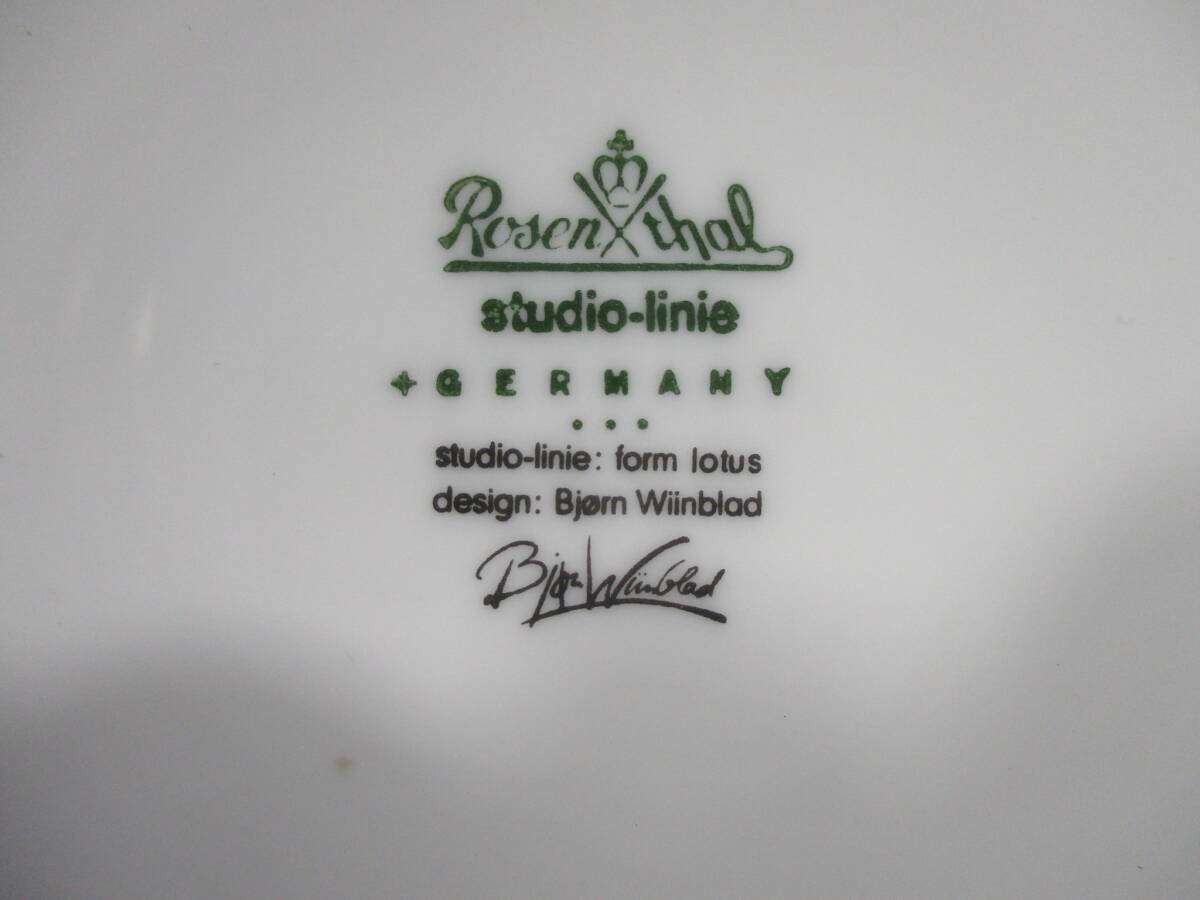 Rosenthal
studio-linie
+ GERMANY
• • •
studio-linie: form lotus
design: Bjørn Wiinblad
Bjørn Wiinblad